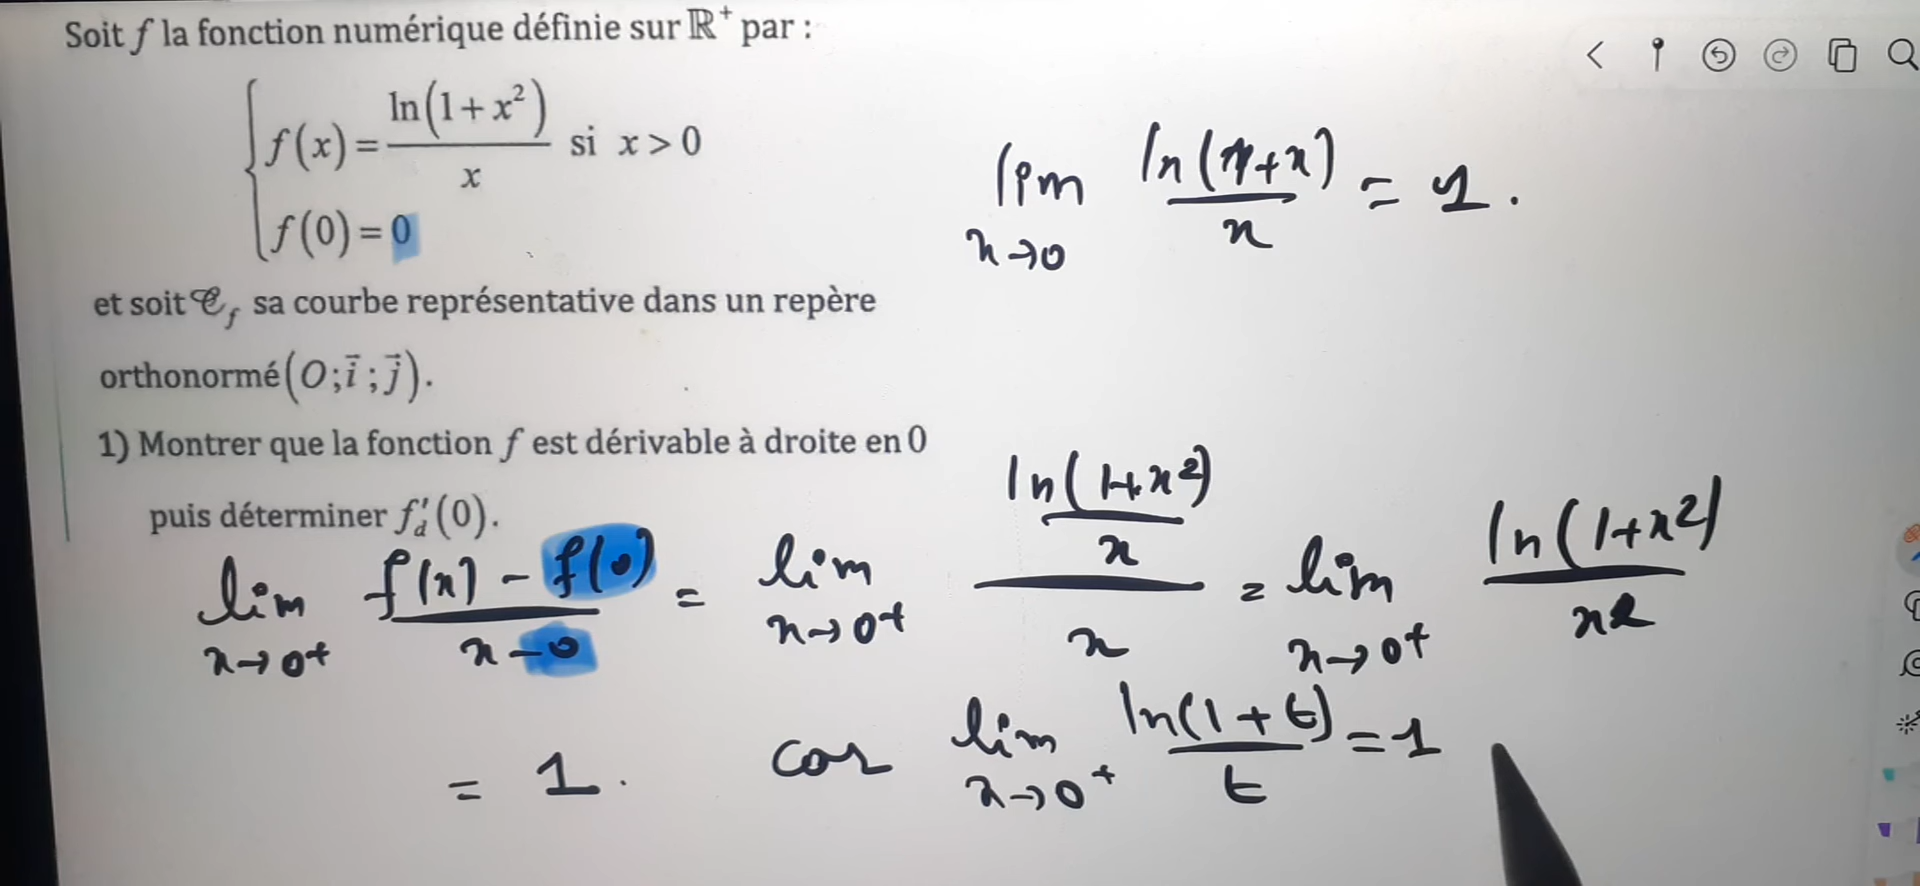 Soit f la fonction numérique définie sur ℝ⁺ par :
f(x) = ln(1+x²)/x si x > 0
f(0) = 0
et soit 𝒞f sa courbe représentative dans un repère
orthonormé (O; i⃗ ; j⃗).
1) Montrer que la fonction f est dérivable à droite en 0
puis déterminer f'd(0).
lim x→0 ln(1+x)/x = 1.
lim x→0⁺ (f(x) - f(0))/(x - 0) = lim x→0⁺ (ln(1+x²)/x)/x = lim x→0⁺ ln(1+x²)/x²
= 1. car lim x→0⁺ ln(1+t)/t = 1